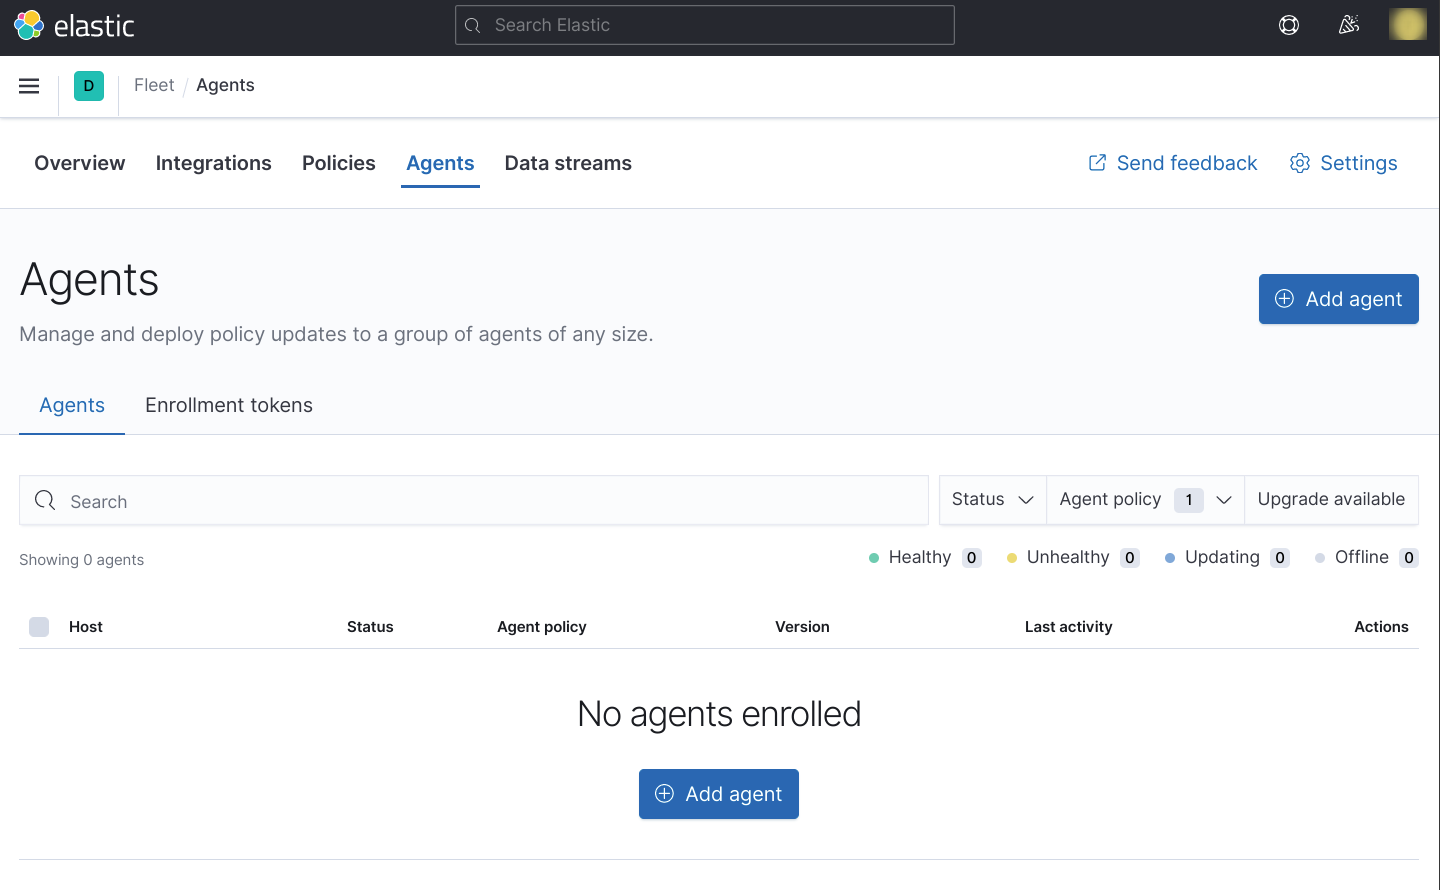 elastic
Search Elastic
D
Fleet / Agents
Overview Integrations Policies Agents Data streams Send feedback Settings
Agents
Add agent
Manage and deploy policy updates to a group of agents of any size.
Agents Enrollment tokens
Search Status Agent policy 1 Upgrade available
Showing 0 agents Healthy 0 Unhealthy 0 Updating 0 Offline 0
Host Status Agent policy Version Last activity Actions
No agents enrolled
Add agent